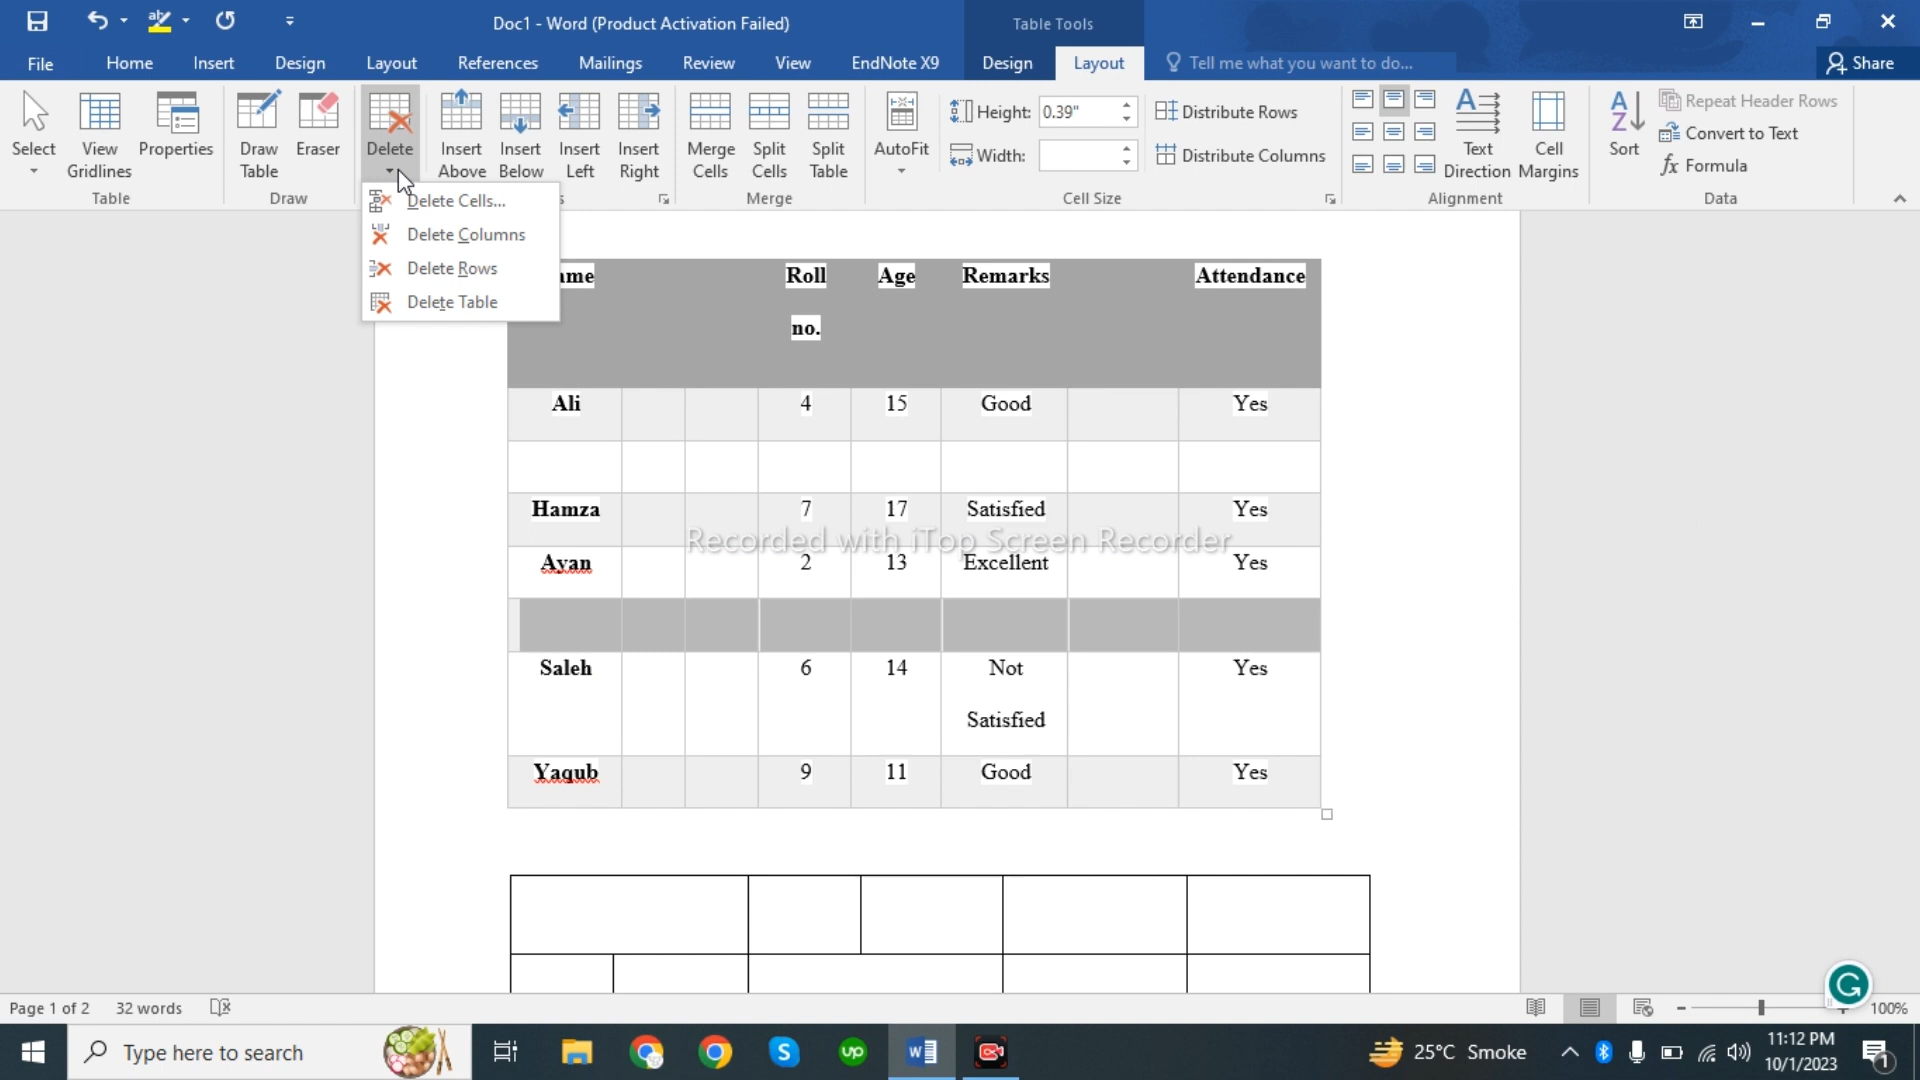 Doc1 - Word (Product Activation Failed)
Table Tools
File Home Insert Design Layout References Mailings Review View EndNote X9 Design Layout Tell me what you want to do... Share
Select
View Gridlines
Properties
Draw Table
Eraser
Delete
Insert Above
Insert Below
Insert Left
Insert Right
Merge Cells
Split Cells
Split Table
AutoFit
Height: 0.39"
Width:
Distribute Rows
Distribute Columns
Text Direction
Cell Margins
Sort
Repeat Header Rows
Convert to Text
Formula
Table Draw s Merge Cell Size Alignment Data
Delete Cells...
Delete Columns
Delete Rows
Delete Table
ame Roll no. Age Remarks Attendance
Ali 4 15 Good Yes
Hamza 7 17 Satisfied Yes
Recorded with iTop Screen Recorder
Ayan 2 13 Excellent Yes
Saleh 6 14 Not Satisfied Yes
Yaqub 9 11 Good Yes
Page 1 of 2 32 words 100%
Type here to search
25°C Smoke
11:12 PM
10/1/2023
1